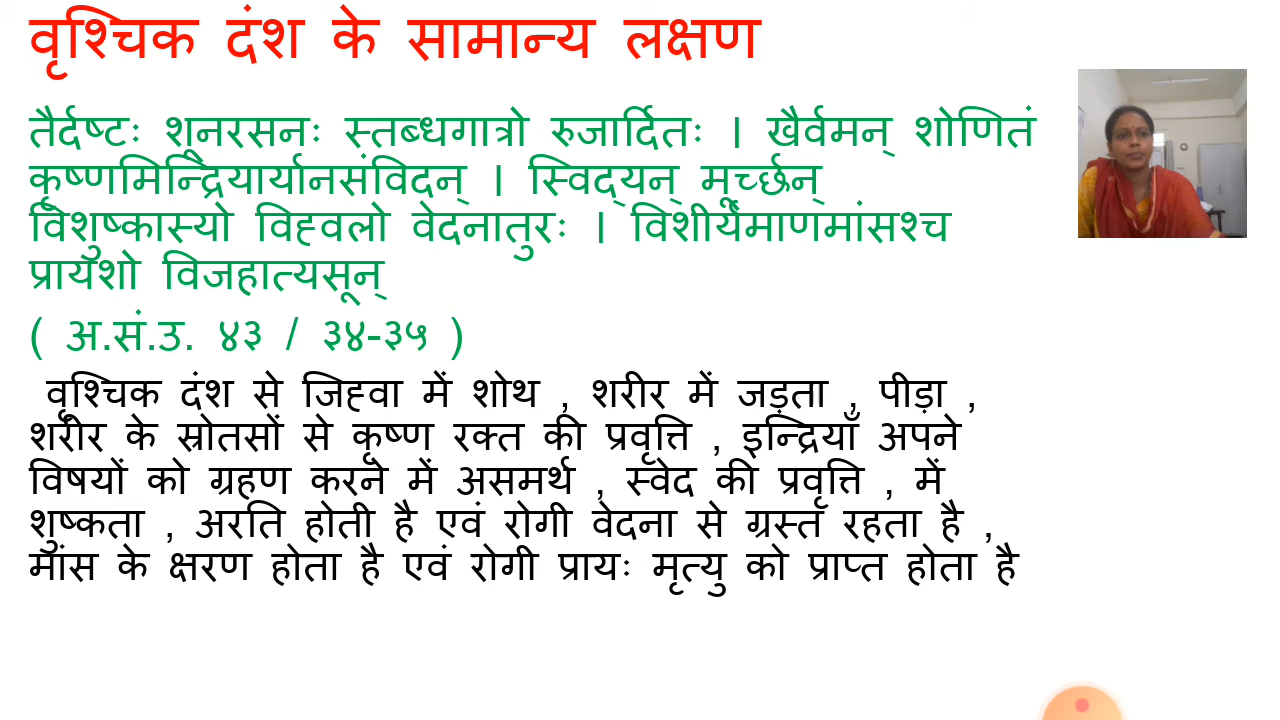 वृश्चिक दंश के सामान्य लक्षण
तैर्दष्टः शूनरसनः स्तब्धगात्रो रुजार्दितः । खैर्वमन् शोणितं
कृष्णमिन्द्रियार्यानसंविदन् । स्विद्यन् मूर्च्छन्
विशुष्कास्यो विह्वलो वेदनातुरः । विशीर्यमाणमांसश्च
प्रायशो विजहात्यसून्
( अ.सं.उ. ४३ / ३४-३५ )
वृश्चिक दंश से जिह्वा में शोथ , शरीर में जड़ता , पीड़ा ,
शरीर के स्रोतसों से कृष्ण रक्त की प्रवृत्ति , इन्द्रियाँ अपने
विषयों को ग्रहण करने में असमर्थ , स्वेद की प्रवृत्ति , में
शुष्कता , अरति होती है एवं रोगी वेदना से ग्रस्त रहता है ,
मांस के क्षरण होता है एवं रोगी प्रायः मृत्यु को प्राप्त होता है